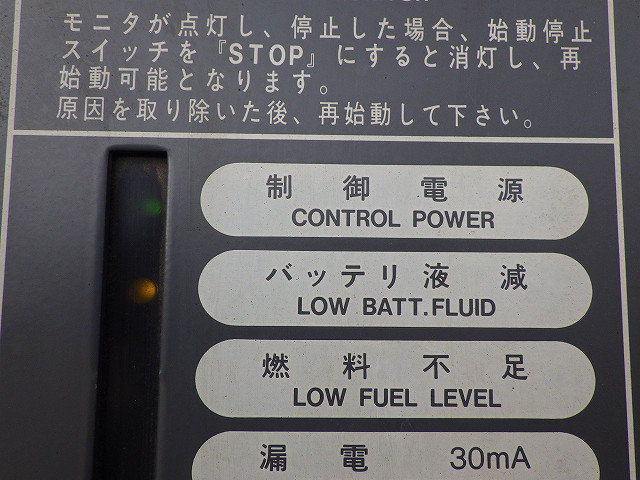 モニタが点灯し、停止した場合、始動停止
スイッチを『STOP』にすると消灯し、再
始動可能となります。
原因を取り除いた後、再始動して下さい。
制御電源
CONTROL POWER
バッテリ液減
LOW BATT.FLUID
燃料不足
LOW FUEL LEVEL
漏電 30mA